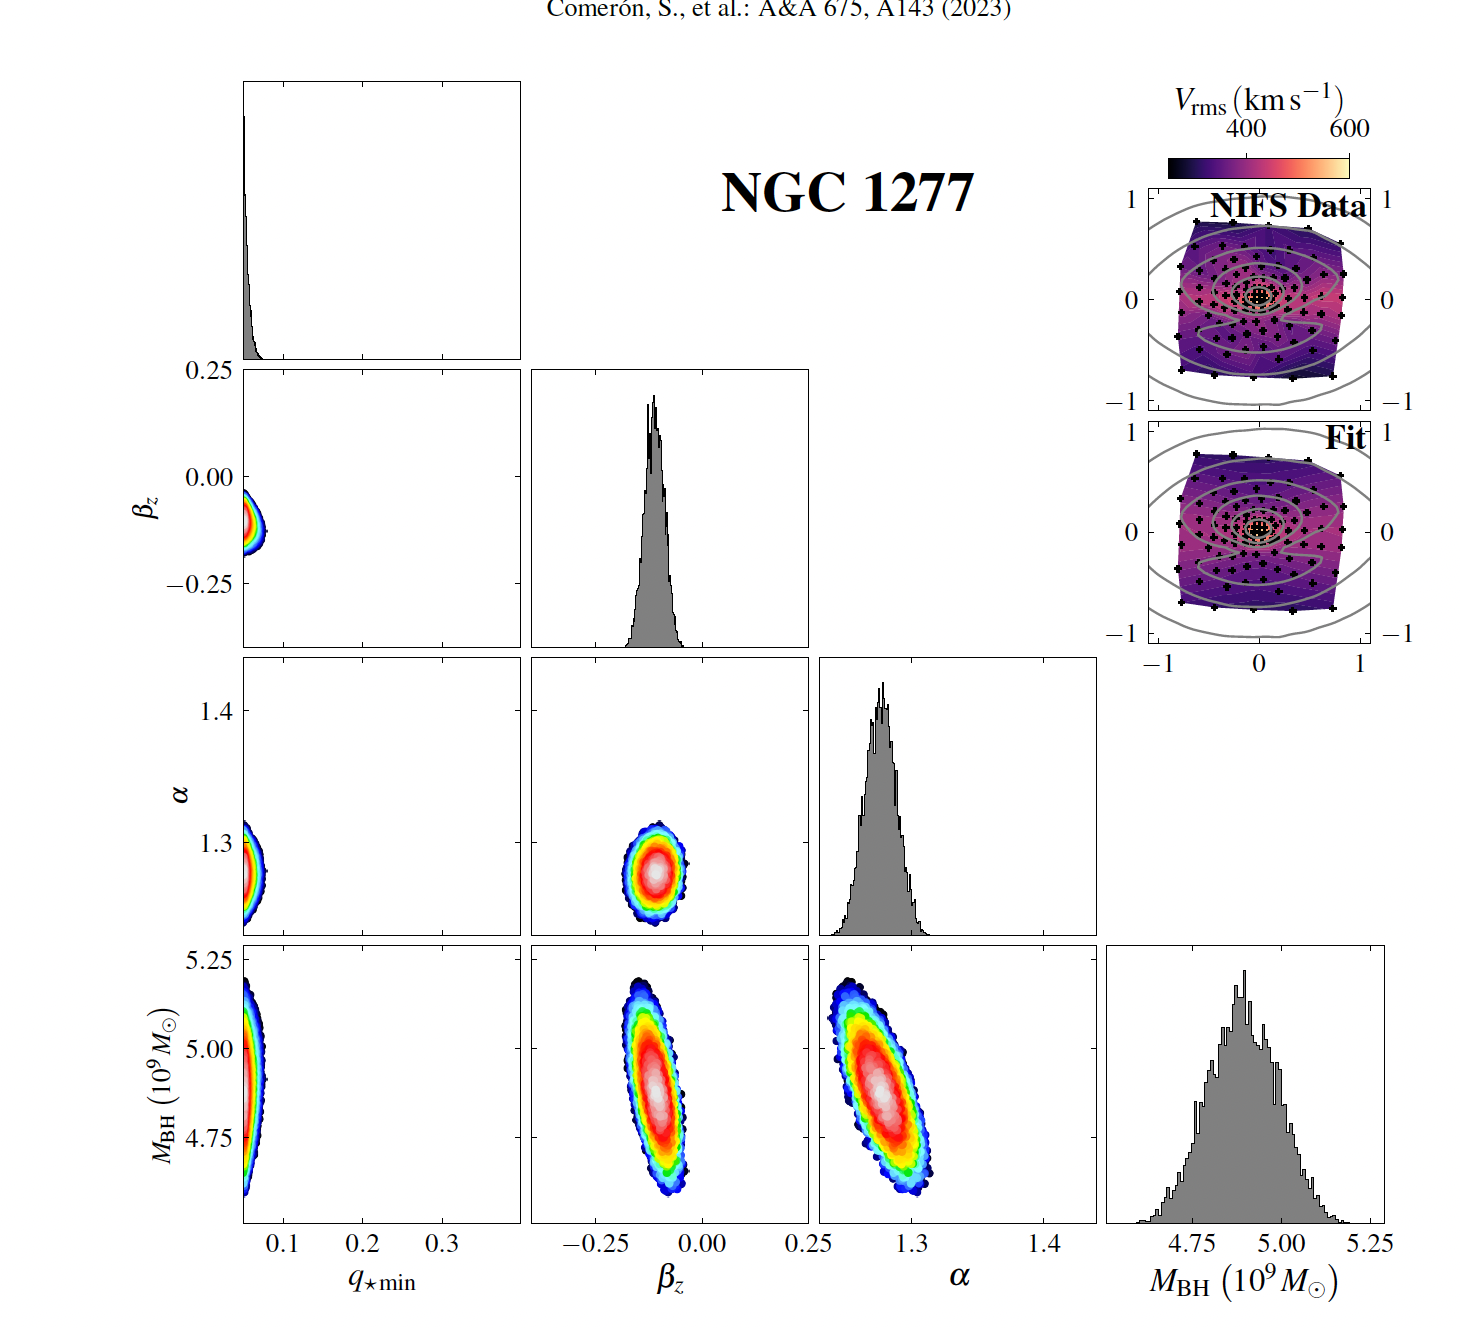 Comerón, S., et al.: A&A 675, A143 (2023)
V_rms (km s⁻¹)
400 600
NGC 1277
NIFS Data
1 1
0 0
−1 −1
Fit
1 1
0 0
−1 −1
−1 0 1
0.25
0.00
−0.25
β_z
1.4
1.3
α
5.25
5.00
4.75
M_BH (10⁹ M_⊙)
0.1 0.2 0.3
−0.25 0.00 0.25
1.3 1.4
4.75 5.00 5.25
q_⋆min
β_z
α
M_BH (10⁹ M_⊙)